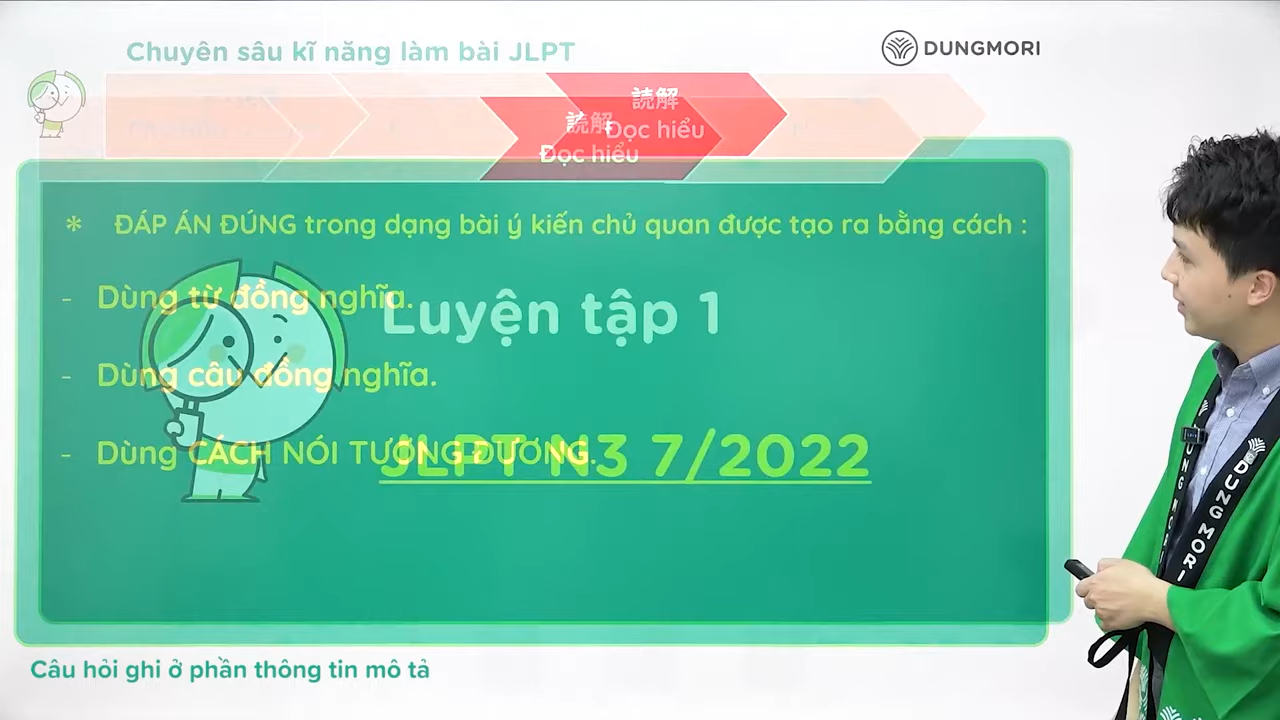 Chuyên sâu kĩ năng làm bài JLPT
DUNGMORI
読解
Đọc hiểu
読解
Đọc hiểu
* ĐÁP ÁN ĐÚNG trong dạng bài ý kiến chủ quan được tạo ra bằng cách :
- Dùng từ đồng nghĩa.
Luyện tập 1
- Dùng câu đồng nghĩa.
- Dùng CÁCH NÓI TƯƠNG ĐƯƠNG.
JLPT N3 7/2022
DUNG MORI
Câu hỏi ghi ở phần thông tin mô tả